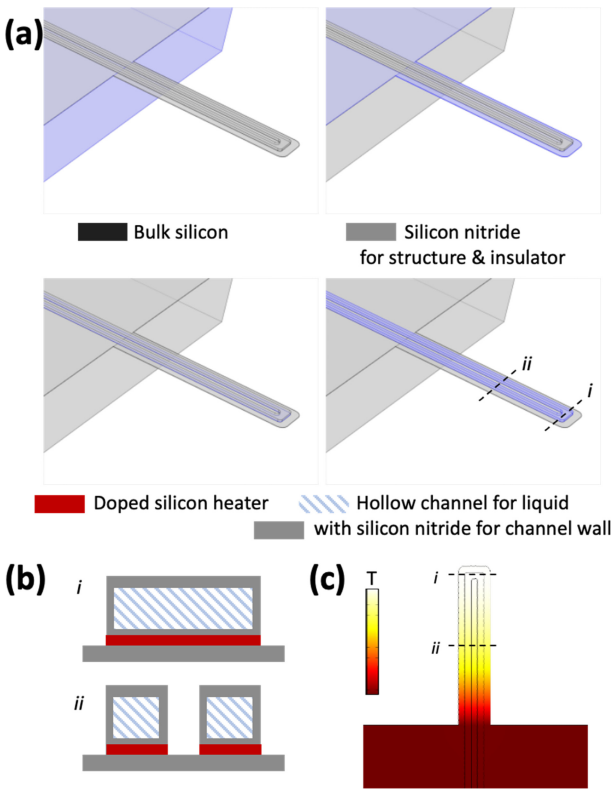 (a)
Bulk silicon
Silicon nitride
for structure & insulator
ii
i
Doped silicon heater
Hollow channel for liquid
with silicon nitride for channel wall
(b)
i
ii
(c)
T
i
ii